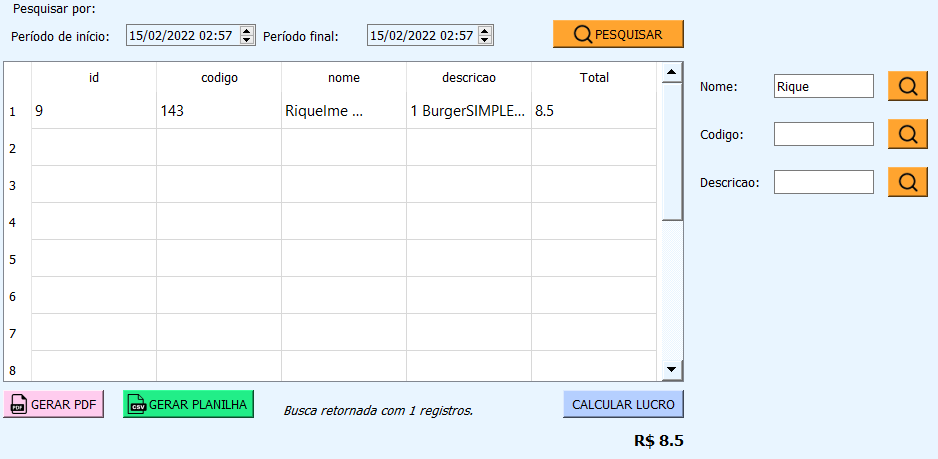 Pesquisar por:
Período de início: 15/02/2022 02:57 Período final: 15/02/2022 02:57 PESQUISAR
id codigo nome descricao Total
1 9 143 Riquelme ... 1 BurgerSIMPLE... 8.5
2
3
4
5
6
7
8
Nome: Rique
Codigo:
Descricao:
PDF GERAR PDF CSV GERAR PLANILHA Busca retornada com 1 registros. CALCULAR LUCRO
R$ 8.5